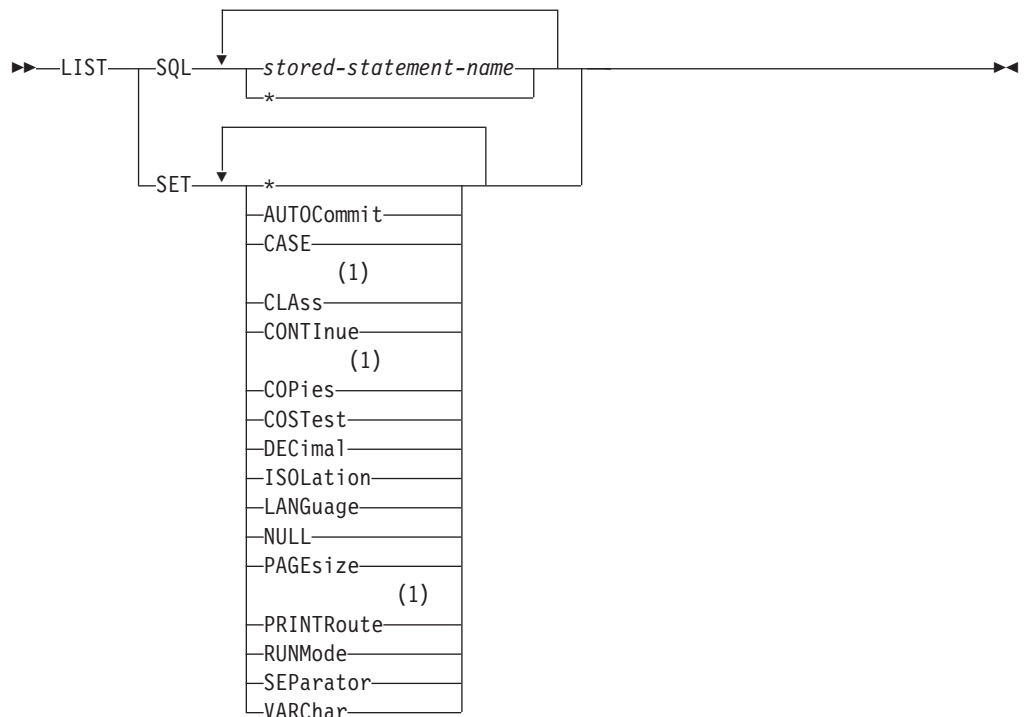 LIST SQL stored-statement-name
*
SET *
AUTOCommit
CASE
(1)
CLAss
CONTInue
(1)
COPies
COSTest
DECimal
ISOLation
LANGuage
NULL
PAGEsize
(1)
PRINTRoute
RUNMode
SEParator
VARChar